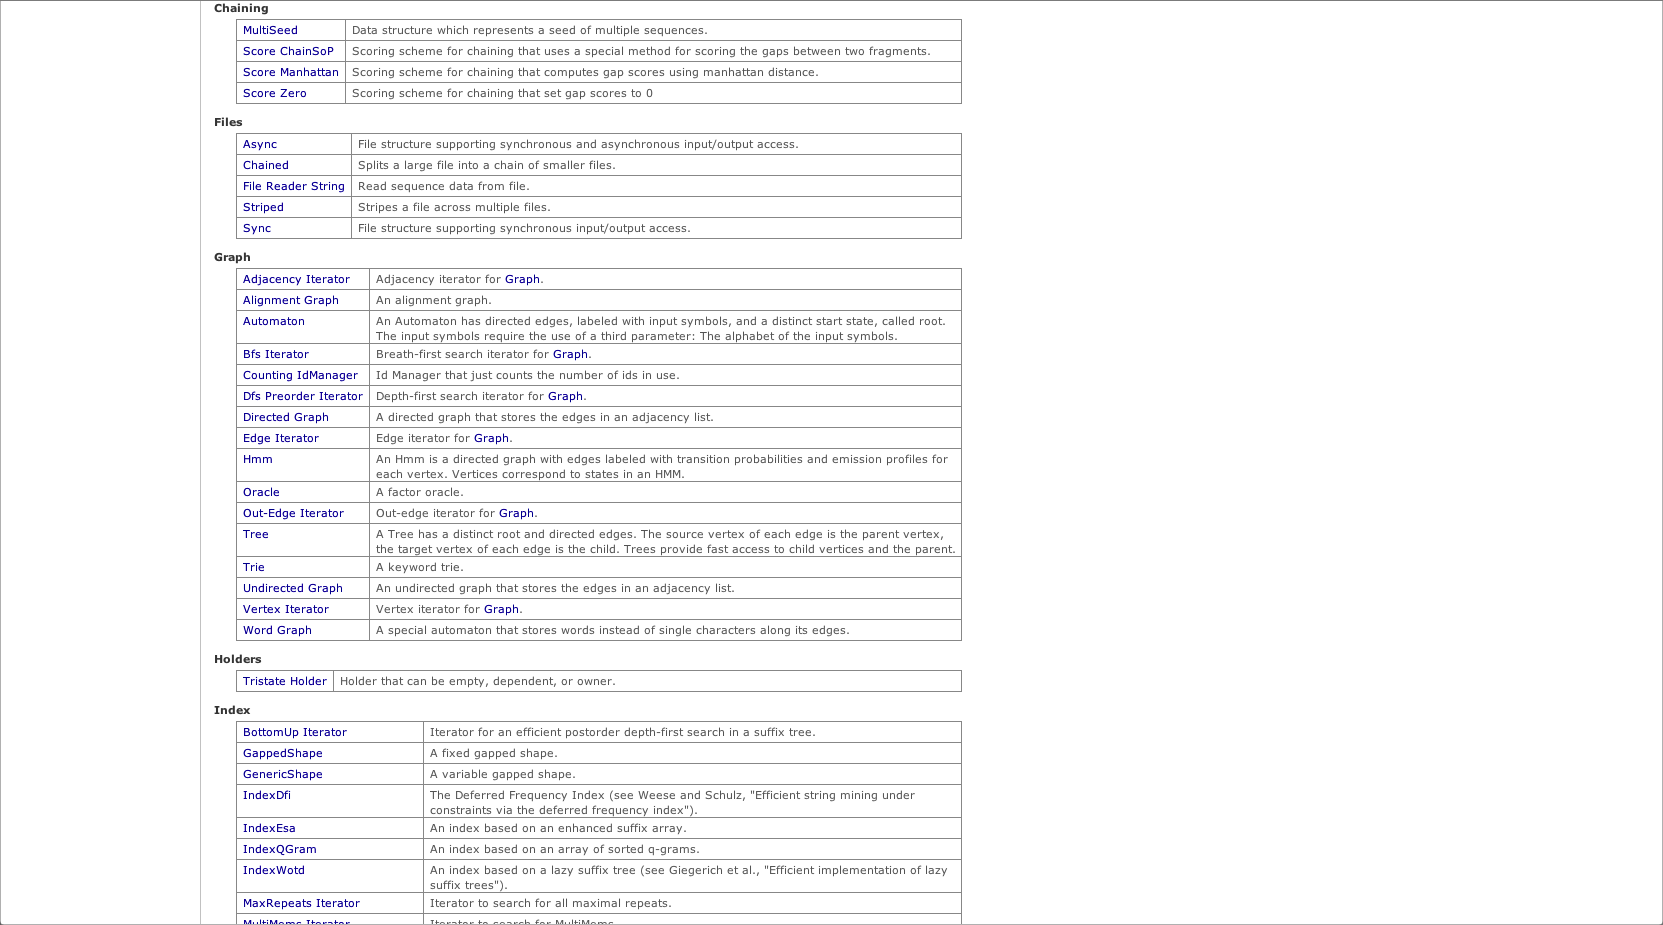 Chaining
MultiSeed Data structure which represents a seed of multiple sequences.
Score ChainSoP Scoring scheme for chaining that uses a special method for scoring the gaps between two fragments.
Score Manhattan Scoring scheme for chaining that computes gap scores using manhattan distance.
Score Zero Scoring scheme for chaining that set gap scores to 0
Files
Async File structure supporting synchronous and asynchronous input/output access.
Chained Splits a large file into a chain of smaller files.
File Reader String Read sequence data from file.
Striped Stripes a file across multiple files.
Sync File structure supporting synchronous input/output access.
Graph
Adjacency Iterator Adjacency iterator for Graph.
Alignment Graph An alignment graph.
Automaton An Automaton has directed edges, labeled with input symbols, and a distinct start state, called root.
The input symbols require the use of a third parameter: The alphabet of the input symbols.
Bfs Iterator Breath-first search iterator for Graph.
Counting IdManager Id Manager that just counts the number of ids in use.
Dfs Preorder Iterator Depth-first search iterator for Graph.
Directed Graph A directed graph that stores the edges in an adjacency list.
Edge Iterator Edge iterator for Graph.
Hmm An Hmm is a directed graph with edges labeled with transition probabilities and emission profiles for
each vertex. Vertices correspond to states in an HMM.
Oracle A factor oracle.
Out-Edge Iterator Out-edge iterator for Graph.
Tree A Tree has a distinct root and directed edges. The source vertex of each edge is the parent vertex,
the target vertex of each edge is the child. Trees provide fast access to child vertices and the parent.
Trie A keyword trie.
Undirected Graph An undirected graph that stores the edges in an adjacency list.
Vertex Iterator Vertex iterator for Graph.
Word Graph A special automaton that stores words instead of single characters along its edges.
Holders
Tristate Holder Holder that can be empty, dependent, or owner.
Index
BottomUp Iterator Iterator for an efficient postorder depth-first search in a suffix tree.
GappedShape A fixed gapped shape.
GenericShape A variable gapped shape.
IndexDfi The Deferred Frequency Index (see Weese and Schulz, "Efficient string mining under
constraints via the deferred frequency index").
IndexEsa An index based on an enhanced suffix array.
IndexQGram An index based on an array of sorted q-grams.
IndexWotd An index based on a lazy suffix tree (see Giegerich et al., "Efficient implementation of lazy
suffix trees").
MaxRepeats Iterator Iterator to search for all maximal repeats.
MultiMems Iterator Iterator to search for MultiMems.